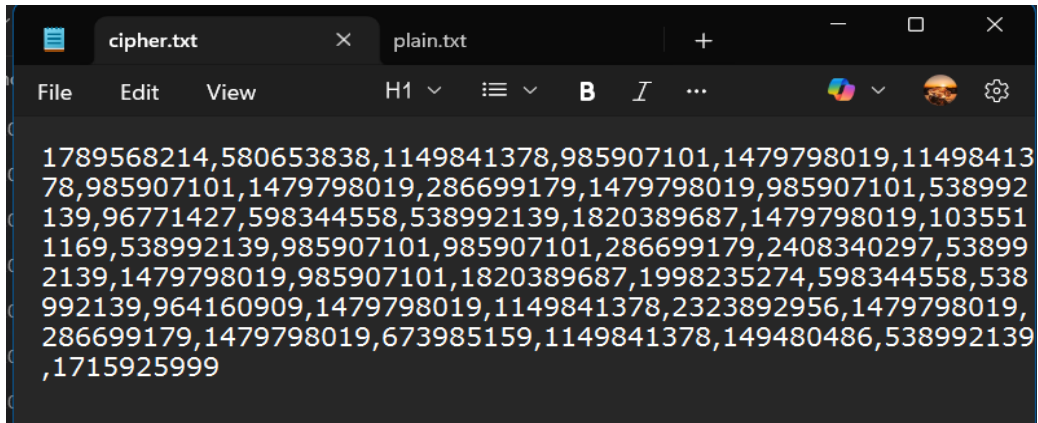 cipher.txt
plain.txt
File Edit View H1 B I ...
1789568214,580653838,1149841378,985907101,1479798019,11498413
78,985907101,1479798019,286699179,1479798019,985907101,538992
139,96771427,598344558,538992139,1820389687,1479798019,103551
1169,538992139,985907101,985907101,286699179,2408340297,53899
2139,1479798019,985907101,1820389687,1998235274,598344558,538
992139,964160909,1479798019,1149841378,2323892956,1479798019,
286699179,1479798019,673985159,1149841378,149480486,538992139
,1715925999